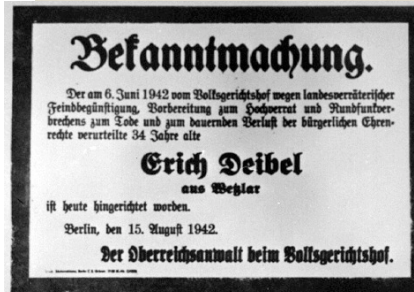 Bekanntmachung.
Der am 6. Juni 1942 vom Volksgerichtshof wegen landesverräterischer
Feindbegünstigung, Vorbereitung zum Hochverrat und Rundfunkver-
brechens zum Tode und zum dauernden Verlust der bürgerlichen Ehren-
rechte verurteilte 34 Jahre alte
Erich Deibel
aus Wetzlar
ist heute hingerichtet worden.
Berlin, den 15. August 1942.
Der Oberreichsanwalt beim Volksgerichtshof.